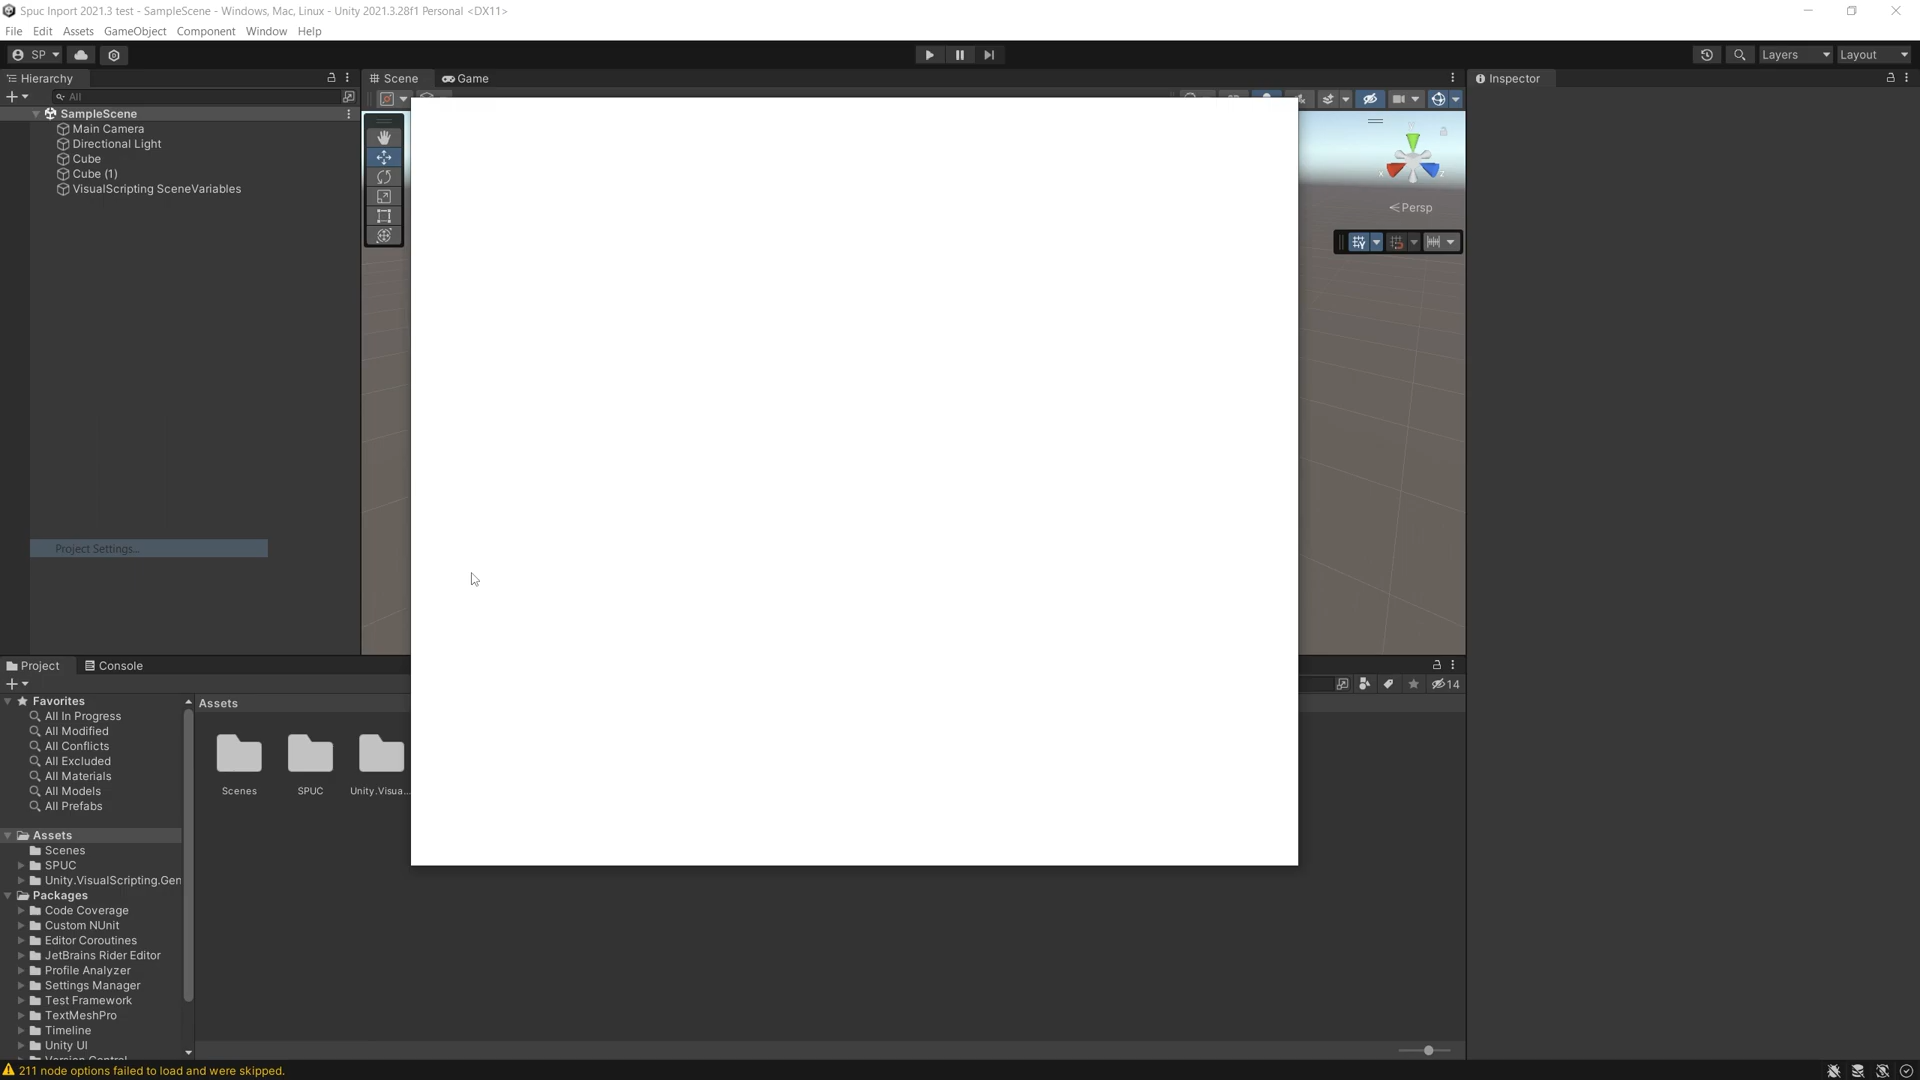 Spuc Inport 2021.3 test - SampleScene - Windows, Mac, Linux - Unity 2021.3.28f1 Personal <DX11>
File Edit Assets GameObject Component Window Help
SP Layers Layout
Hierarchy Scene Game Inspector
All
SampleScene
Main Camera
Directional Light
Cube
Cube (1)
VisualScripting SceneVariables
Persp
Project Settings...
Project Console
14
Favorites
All In Progress
All Modified
All Conflicts
All Excluded
All Materials
All Models
All Prefabs
Assets
Scenes
SPUC
Unity.VisualScripting.Gen
Packages
Code Coverage
Custom NUnit
Editor Coroutines
JetBrains Rider Editor
Profile Analyzer
Settings Manager
Test Framework
TextMeshPro
Timeline
Unity UI
Assets
Scenes SPUC Unity.Visua...
211 node options failed to load and were skipped.